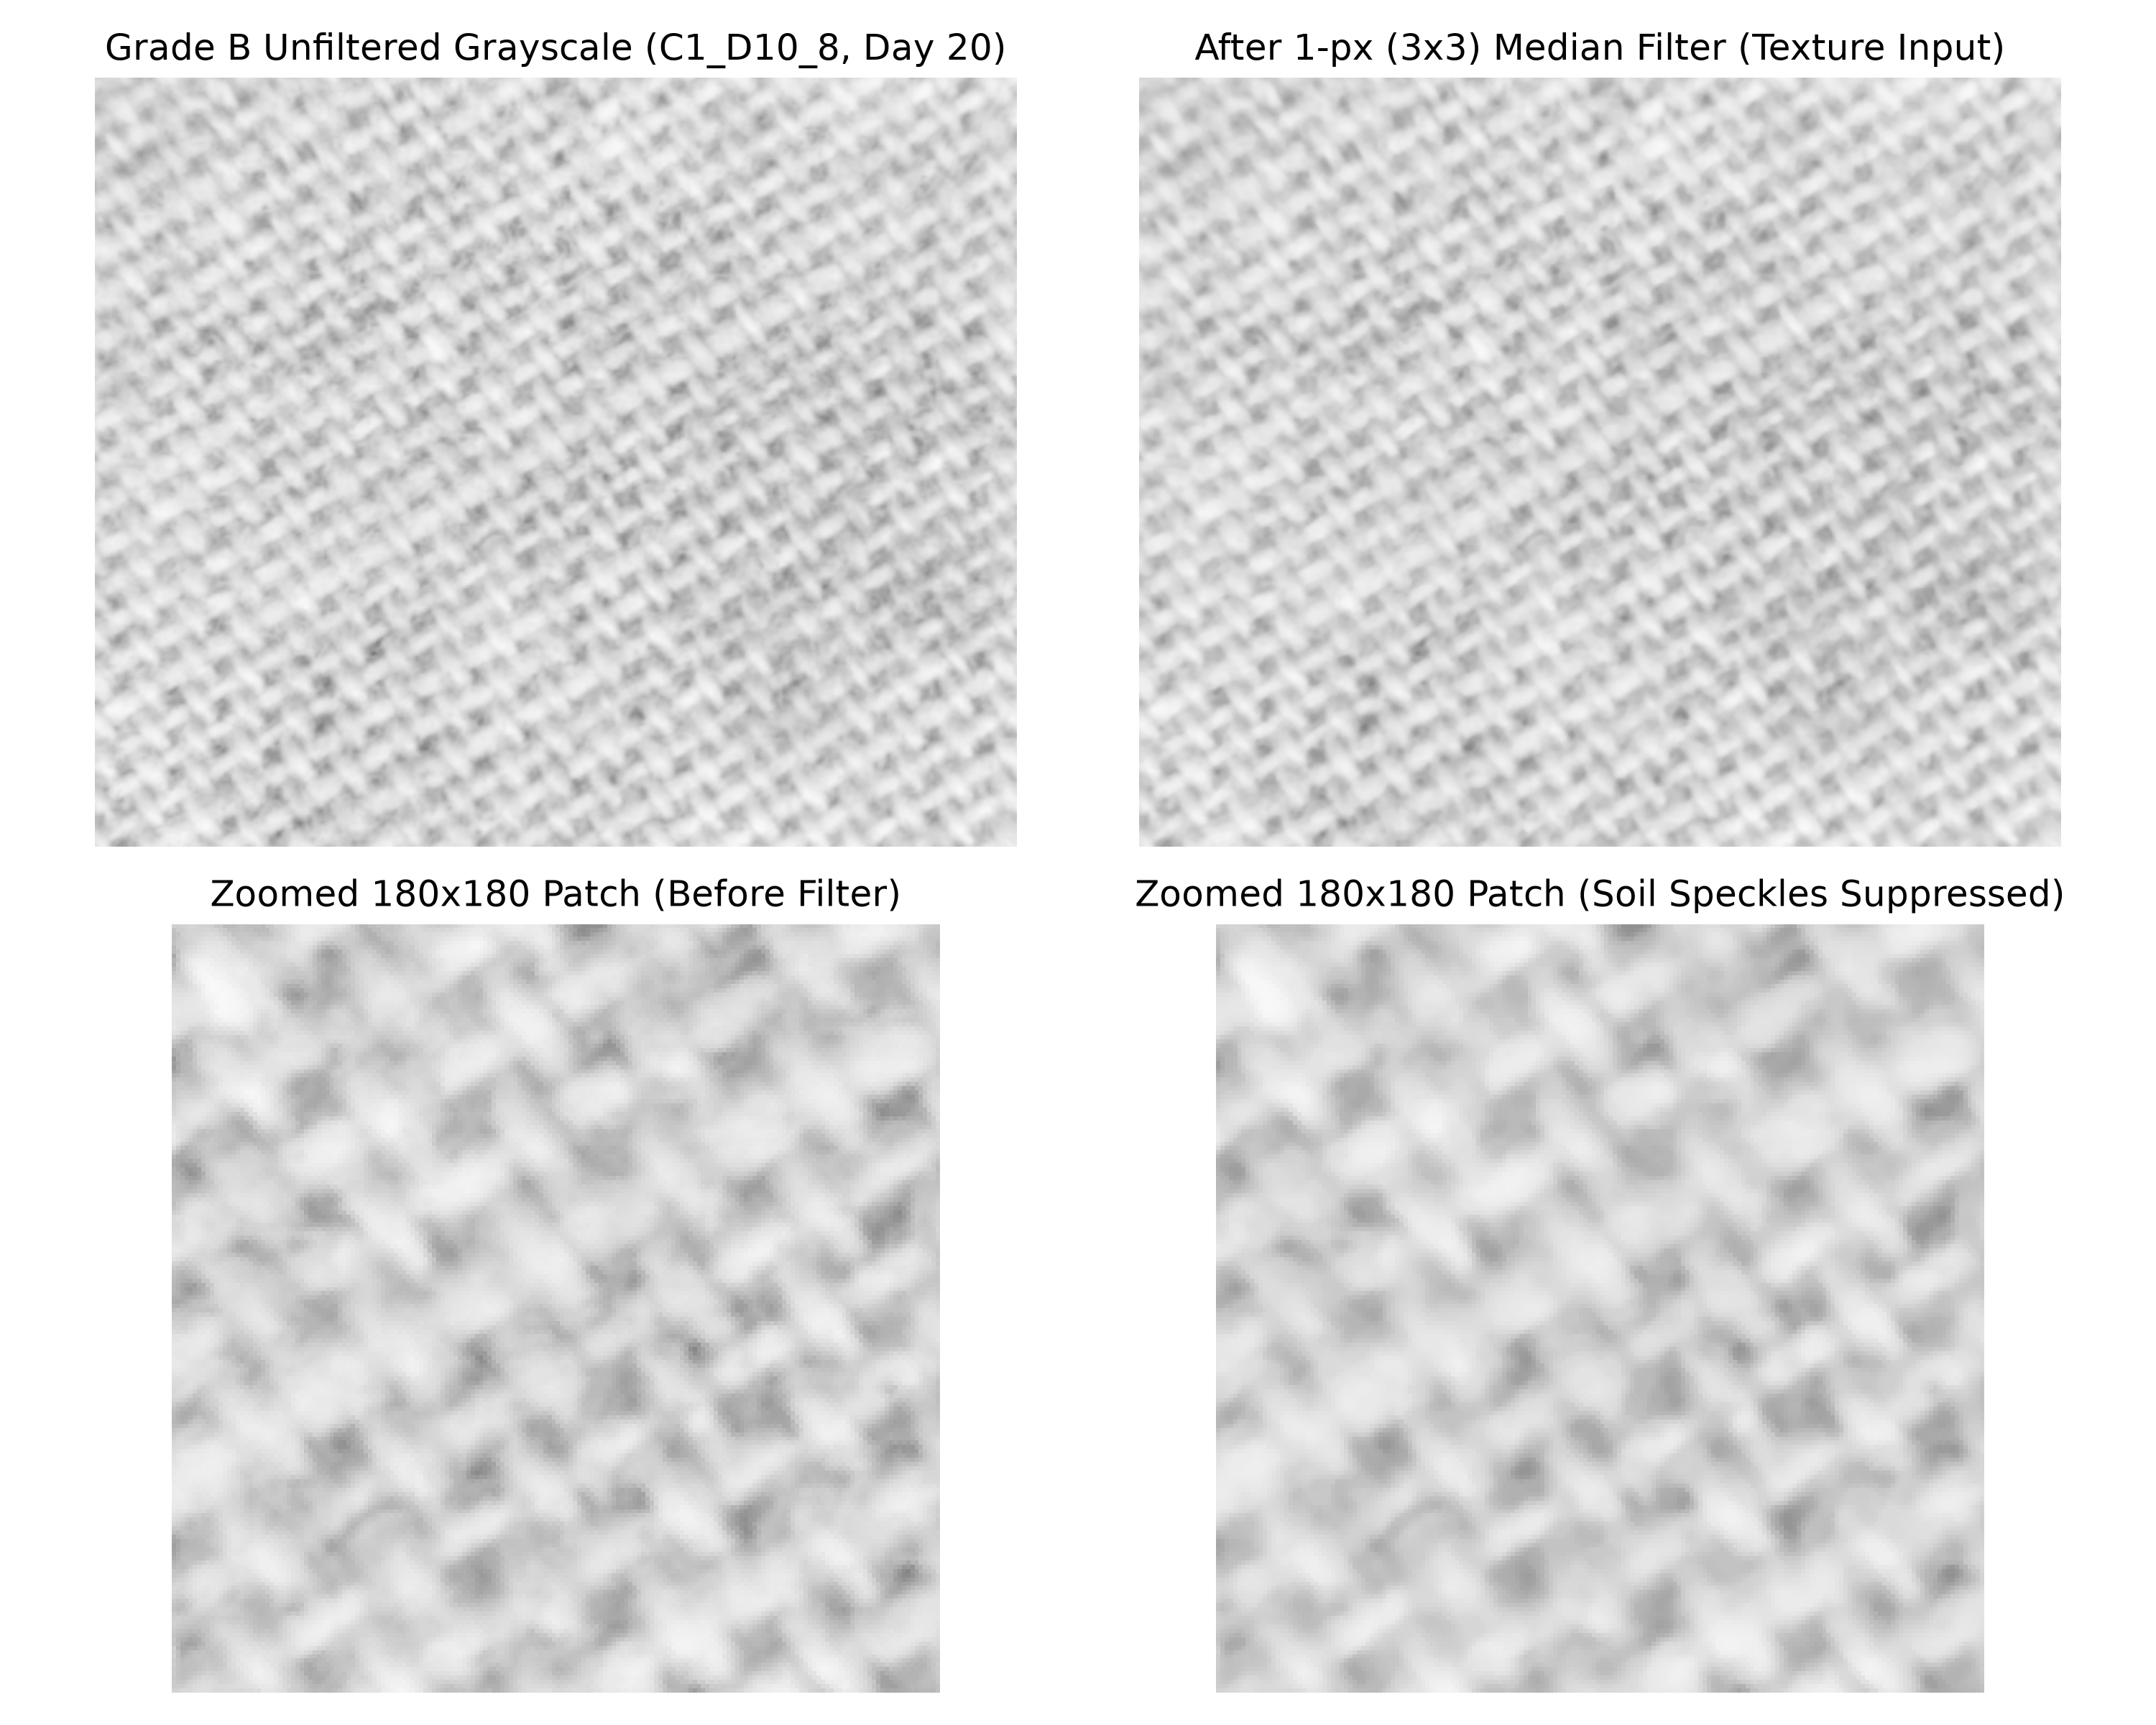 Grade B Unfiltered Grayscale (C1_D10_8, Day 20)
After 1-px (3x3) Median Filter (Texture Input)
Zoomed 180x180 Patch (Before Filter)
Zoomed 180x180 Patch (Soil Speckles Suppressed)